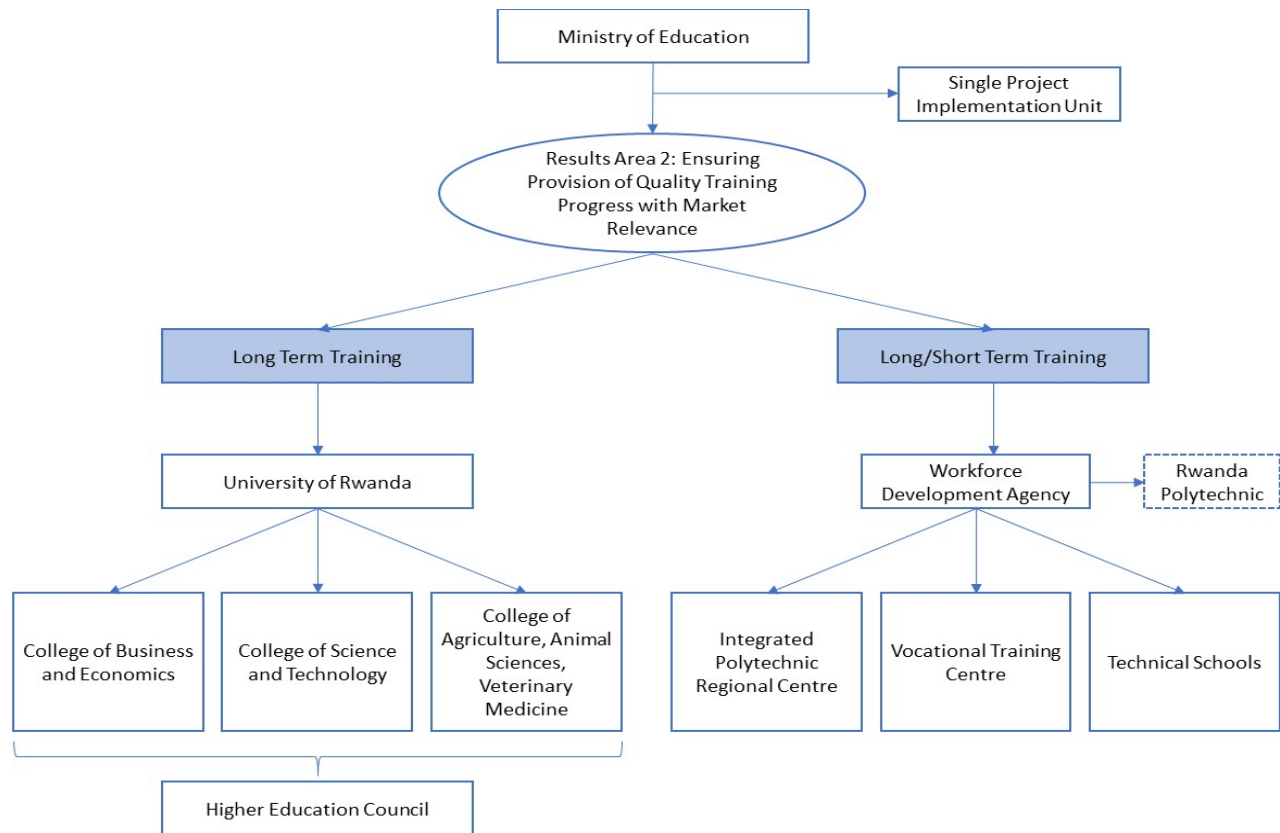 Ministry of Education
Single Project
Implementation Unit
Results Area 2: Ensuring
Provision of Quality Training
Progress with Market
Relevance
Long Term Training
Long/Short Term Training
University of Rwanda
Workforce
Development Agency
Rwanda
Polytechnic
College of Business
and Economics
College of Science
and Technology
College of
Agriculture, Animal
Sciences,
Veterinary
Medicine
Integrated
Polytechnic
Regional Centre
Vocational Training
Centre
Technical Schools
Higher Education Council